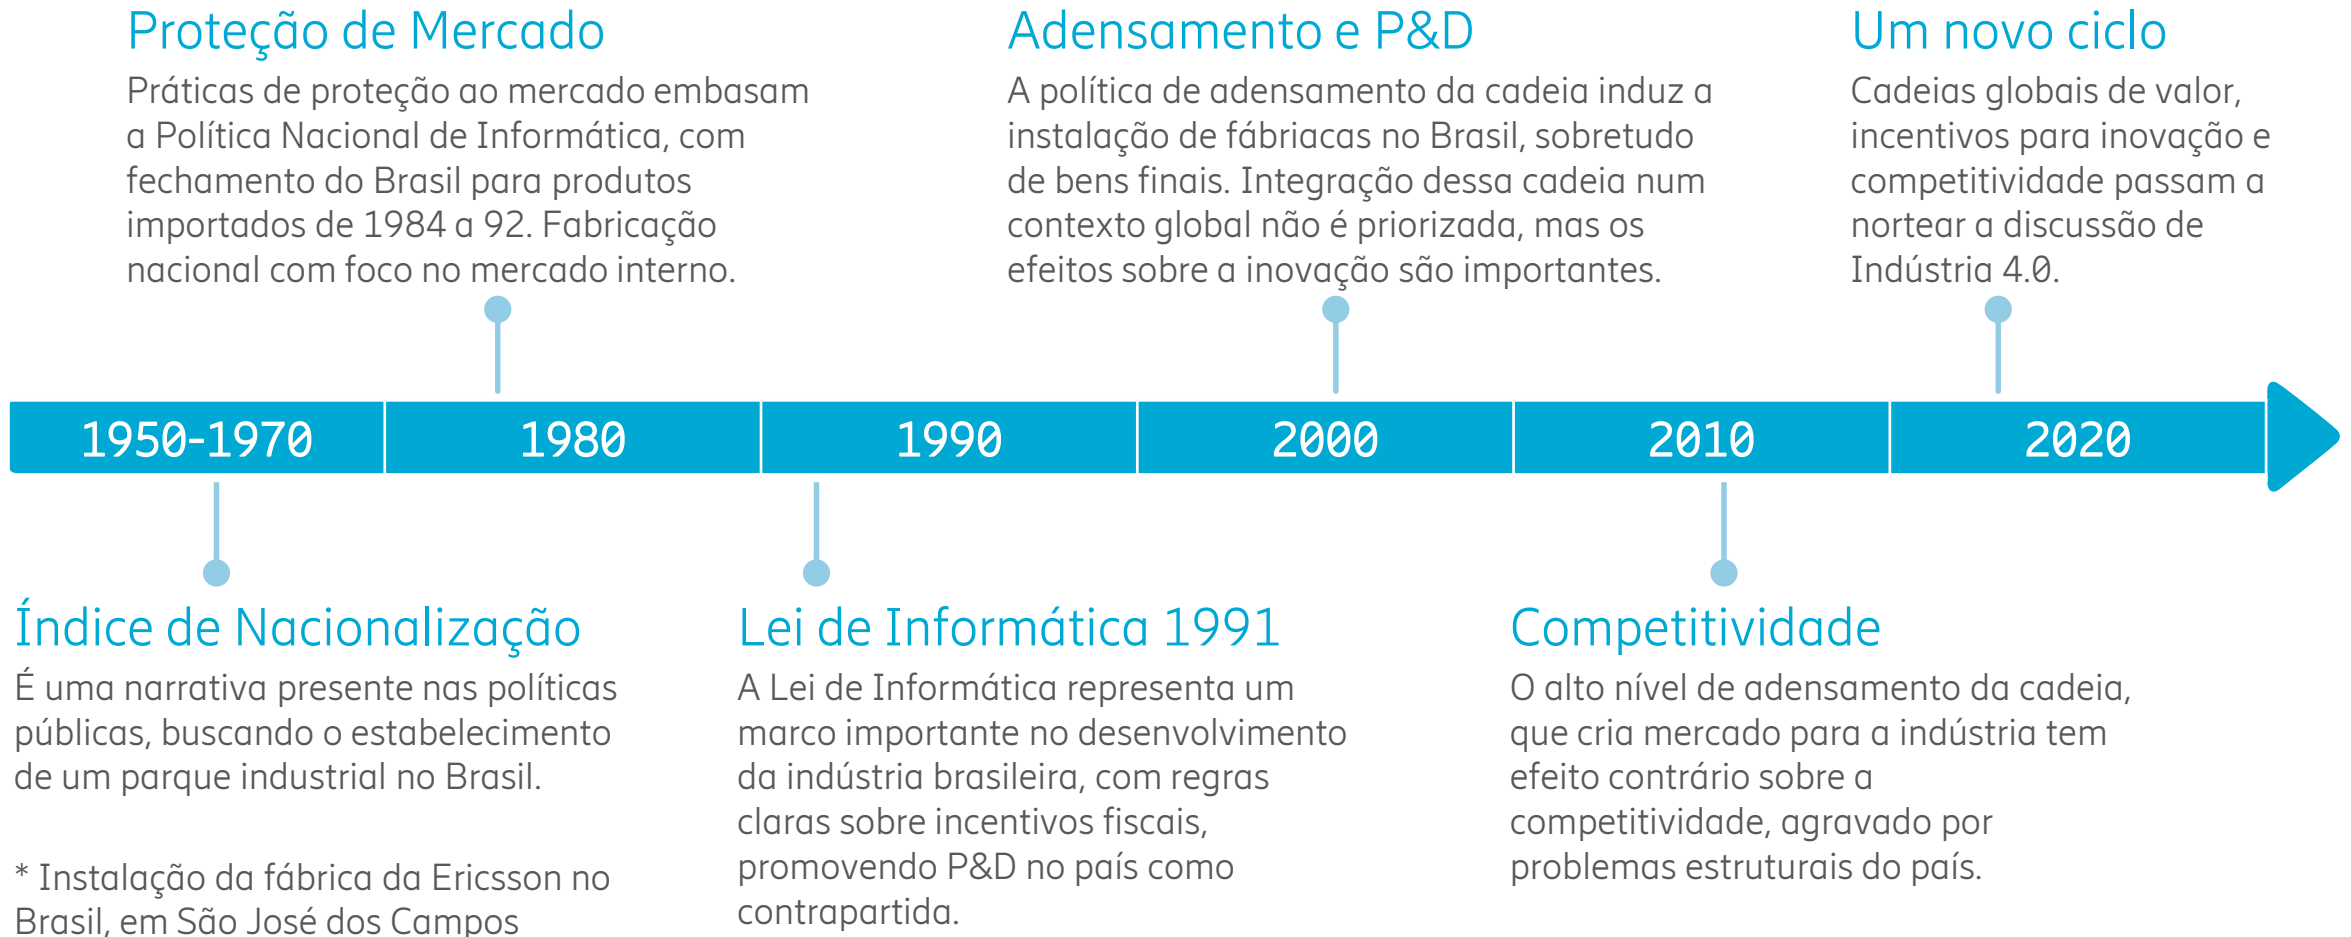 Proteção de Mercado
Práticas de proteção ao mercado embasam
a Política Nacional de Informática, com
fechamento do Brasil para produtos
importados de 1984 a 92. Fabricação
nacional com foco no mercado interno.
Adensamento e P&D
A política de adensamento da cadeia induz a
instalação de fábriacas no Brasil, sobretudo
de bens finais. Integração dessa cadeia num
contexto global não é priorizada, mas os
efeitos sobre a inovação são importantes.
Um novo ciclo
Cadeias globais de valor,
incentivos para inovação e
competitividade passam a
nortear a discussão de
Indústria 4.0.
1950-1970
1980
1990
2000
2010
2020
Índice de Nacionalização
É uma narrativa presente nas políticas
públicas, buscando o estabelecimento
de um parque industrial no Brasil.
* Instalação da fábrica da Ericsson no
Brasil, em São José dos Campos
Lei de Informática 1991
A Lei de Informática representa um
marco importante no desenvolvimento
da indústria brasileira, com regras
claras sobre incentivos fiscais,
promovendo P&D no país como
contrapartida.
Competitividade
O alto nível de adensamento da cadeia,
que cria mercado para a indústria tem
efeito contrário sobre a
competitividade, agravado por
problemas estruturais do país.